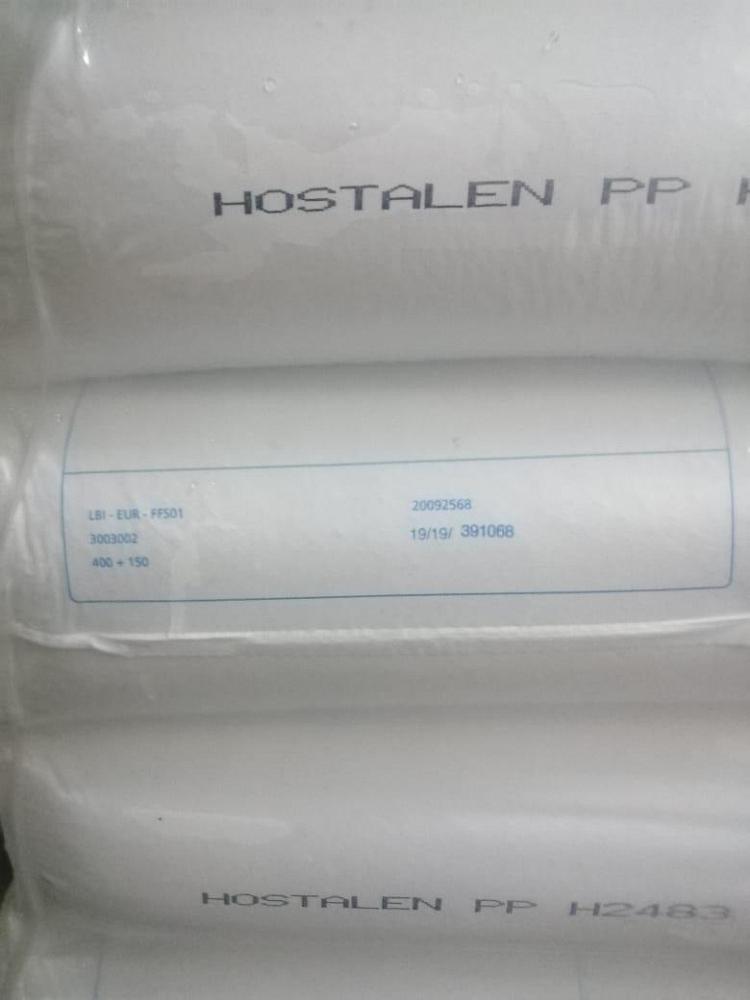 HOSTALEN PP H
LBI - EUR - FFS01
3003002
400 + 150
20092568
19/19/ 391068
HOSTALEN PP H2483